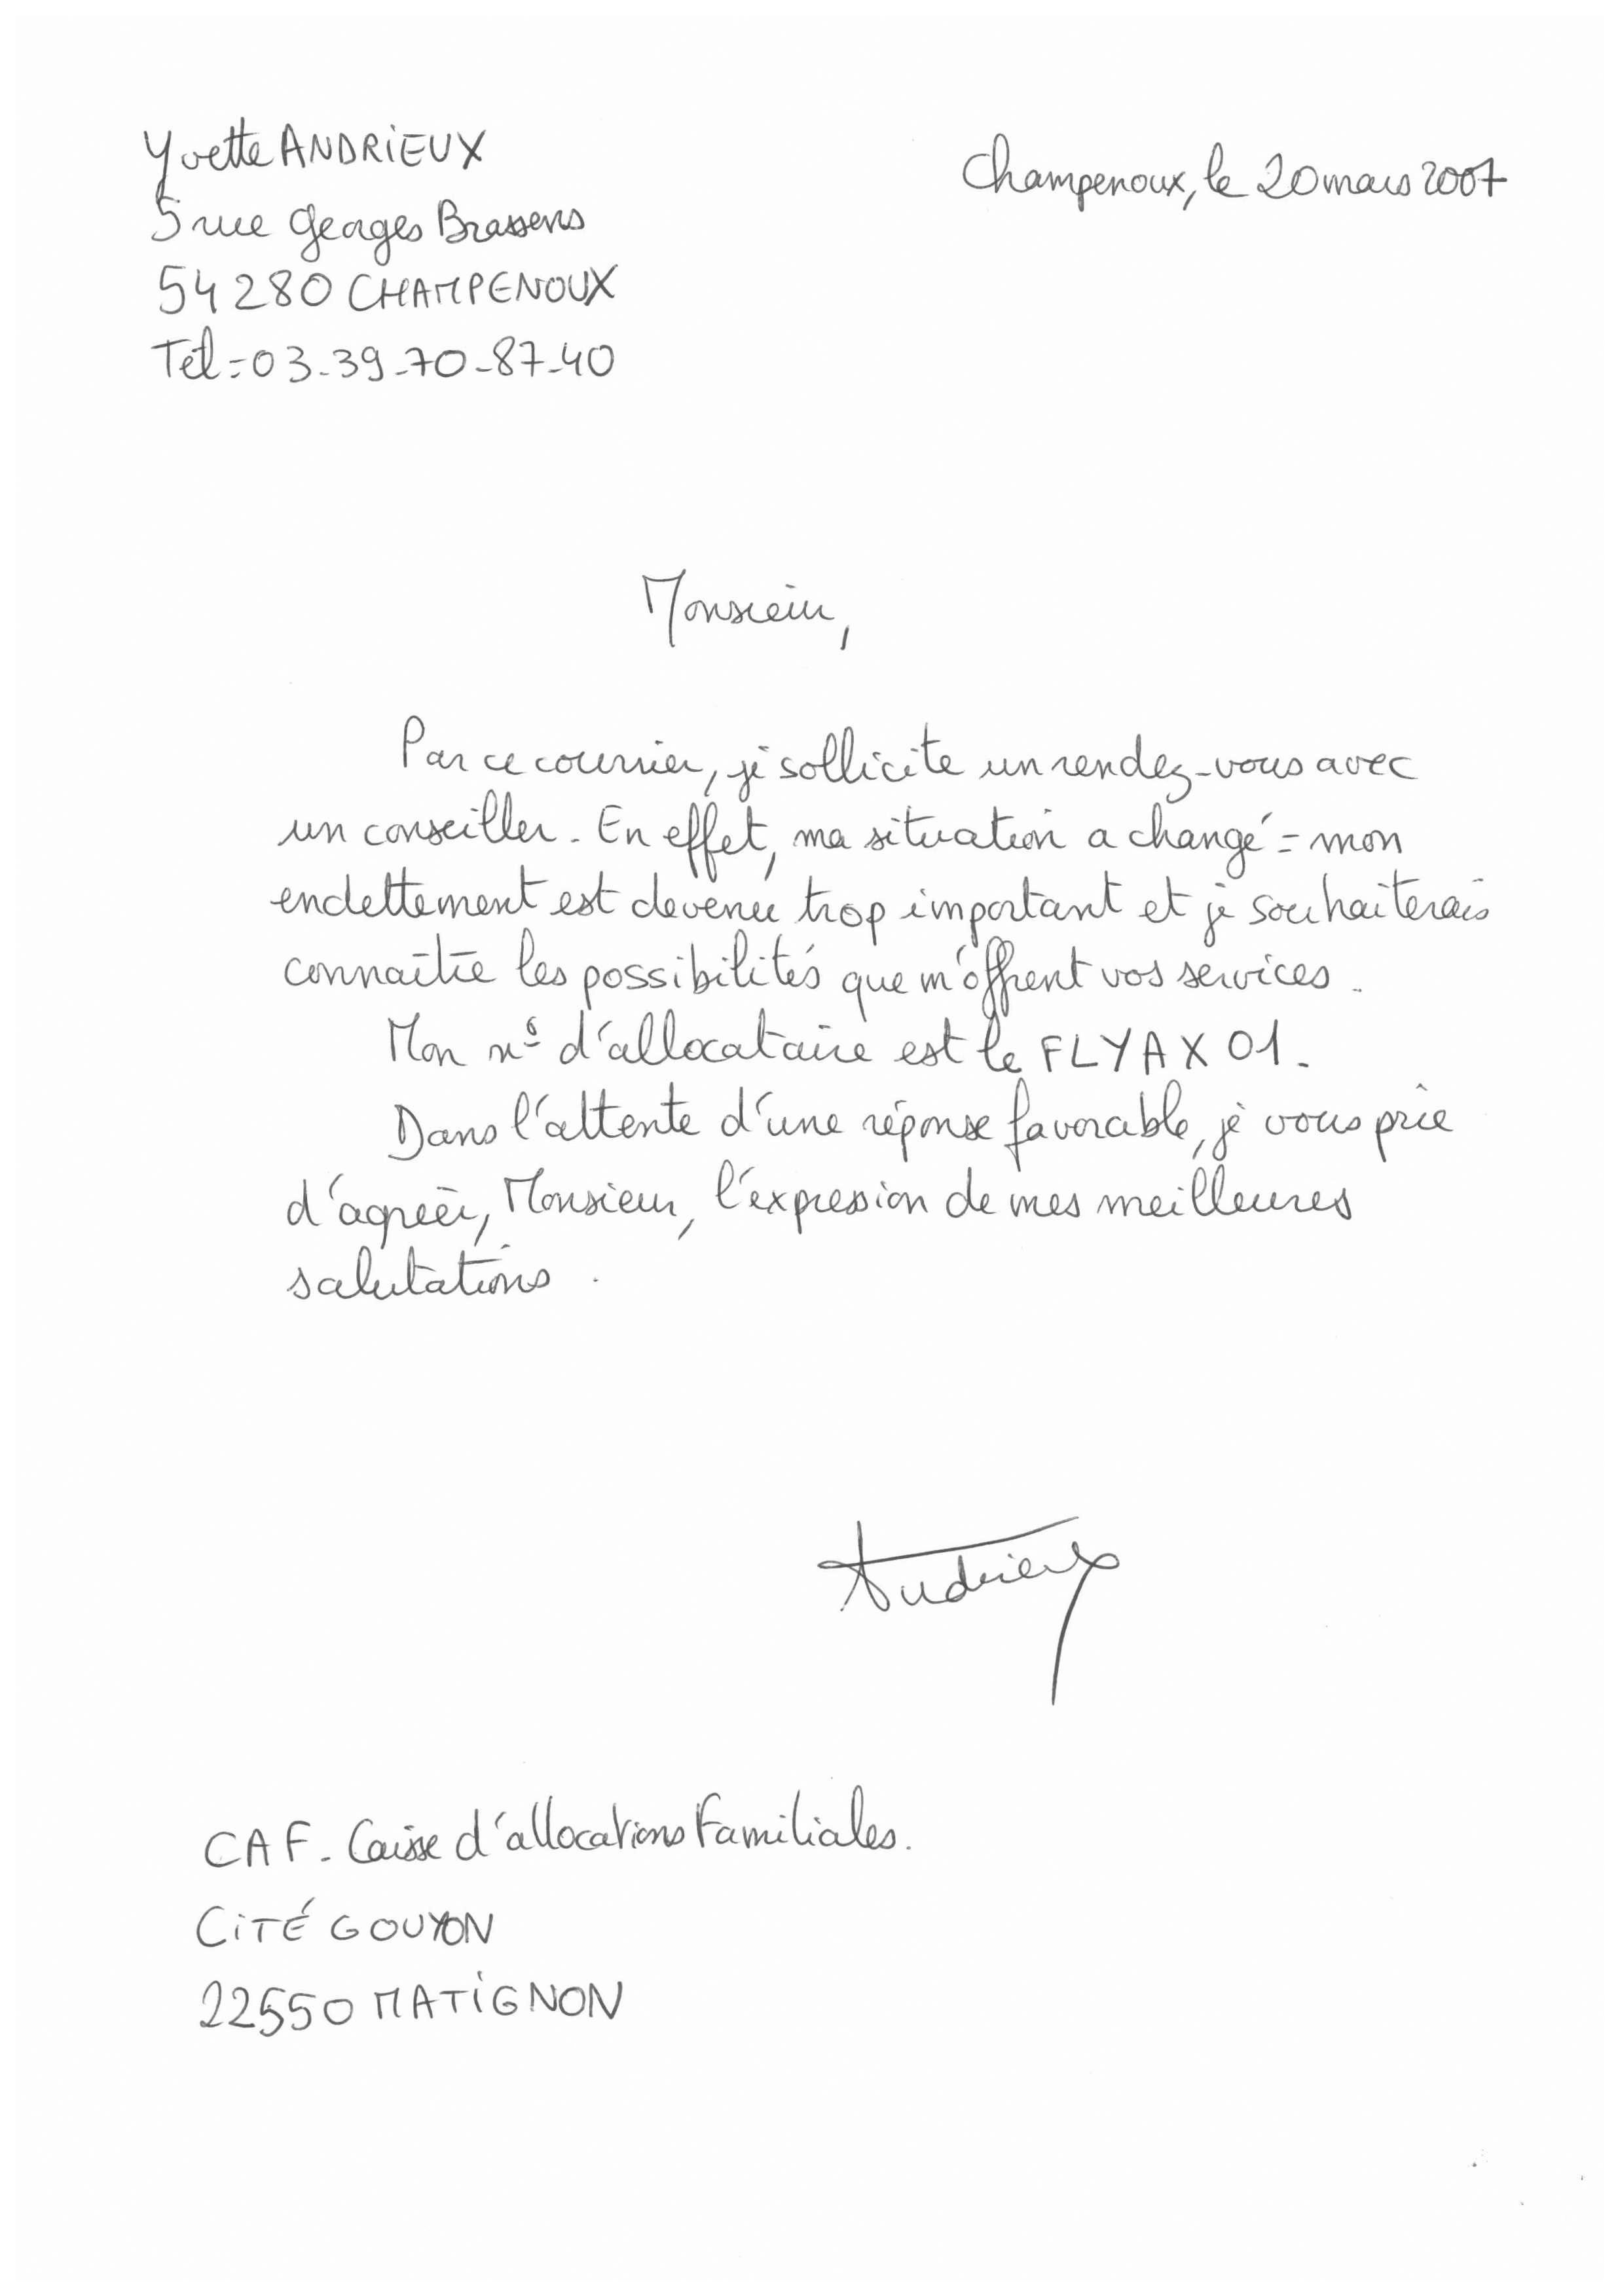 Yvette ANDRIEUX
Champenoux, le 20 mars 2007
5 rue Georges Brassens
54280 CHAMPENOUX
Tél : 03-39-70-87-40
Monsieur,
Par ce courrier, je sollicite un rendez-vous avec
un conseiller. En effet, ma situation a changé : mon
endettement est devenu trop important et je souhaiterais
connaître les possibilités que m'offrent vos services.
Mon n° d'allocataire est le FLYAX01.
Dans l'attente d'une réponse favorable, je vous prie
d'agréer, Monsieur, l'expression de mes meilleures
salutations.
Andrieux
CAF. Caisse d'allocations Familiales.
CITÉ GOUYON
22550 MATIGNON